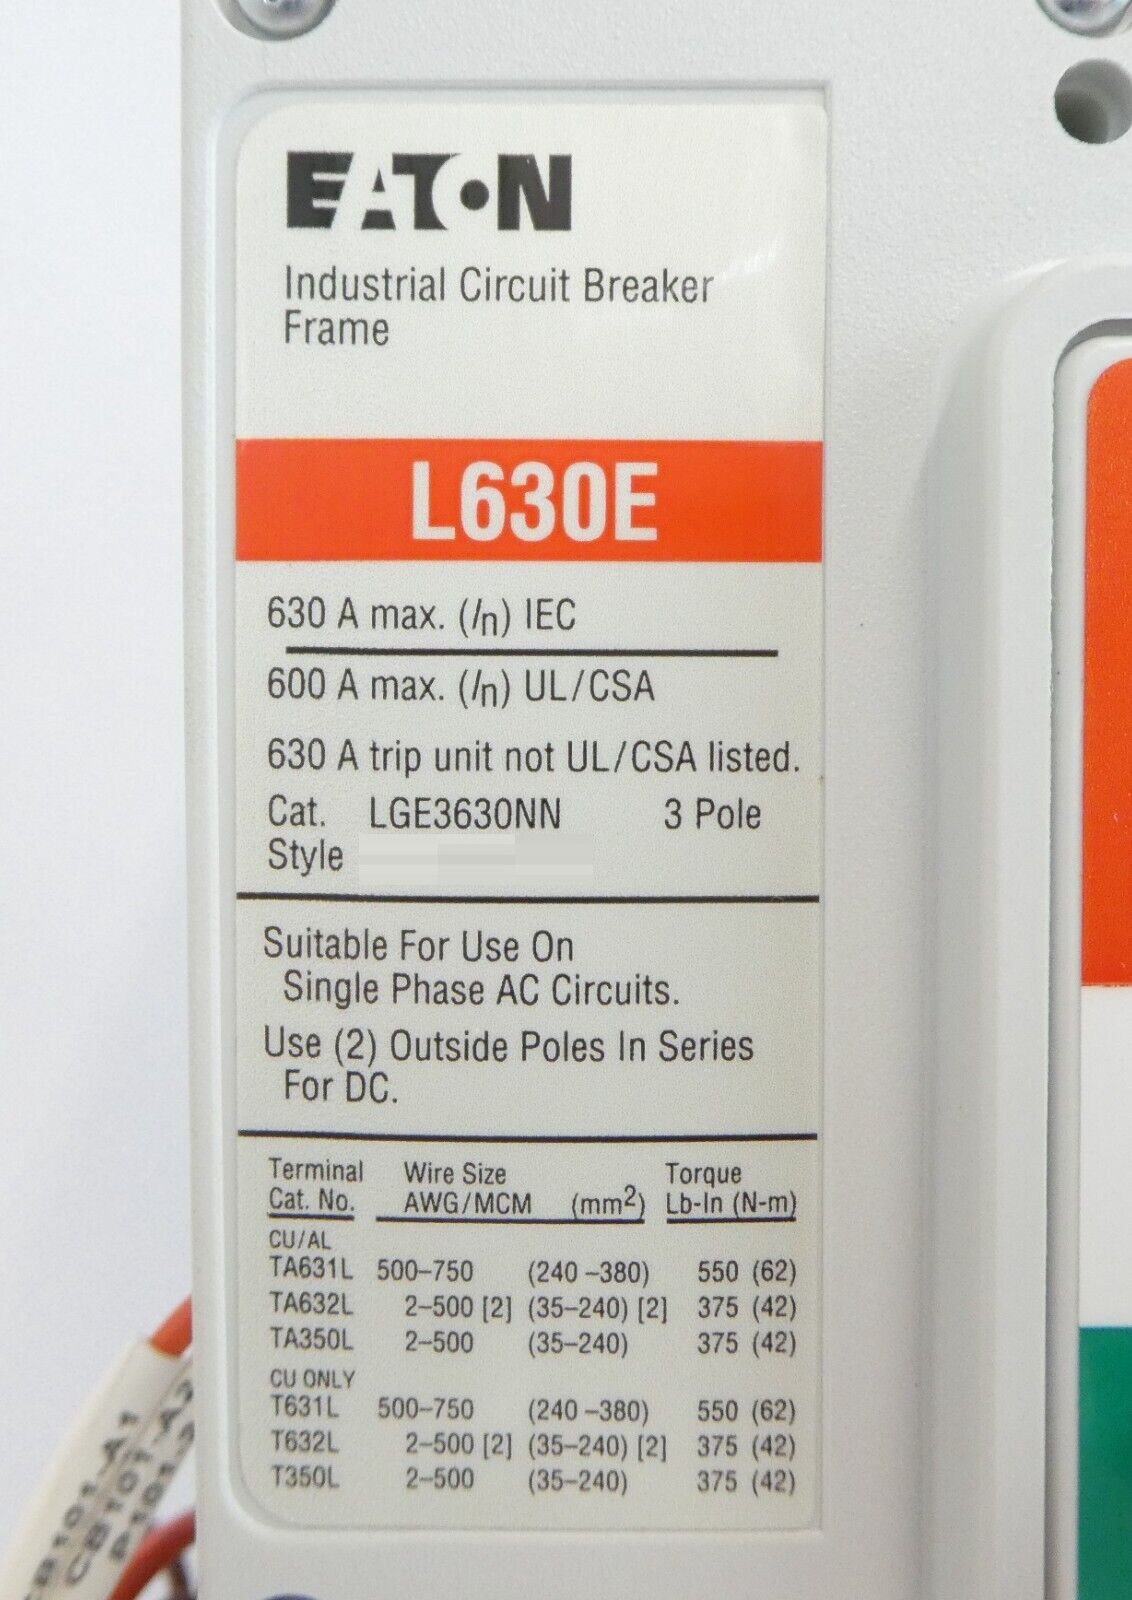 EATON
Industrial Circuit Breaker
Frame
L630E
630 A max. (In) IEC
600 A max. (In) UL/CSA
630 A trip unit not UL/CSA listed.
Cat. LGE3630NN 3 Pole
Style
Suitable For Use On
Single Phase AC Circuits.
Use (2) Outside Poles In Series
For DC.
Terminal Wire Size Torque
Cat. No. AWG/MCM (mm2) Lb-In (N-m)
CU/AL
TA631L 500–750 (240–380) 550 (62)
TA632L 2–500 [2] (35–240) [2] 375 (42)
TA350L 2–500 (35–240) 375 (42)
CU ONLY
T631L 500–750 (240–380) 550 (62)
T632L 2–500 [2] (35–240) [2] 375 (42)
T350L 2–500 (35–240) 375 (42)
CB101-A1
CB101-A2